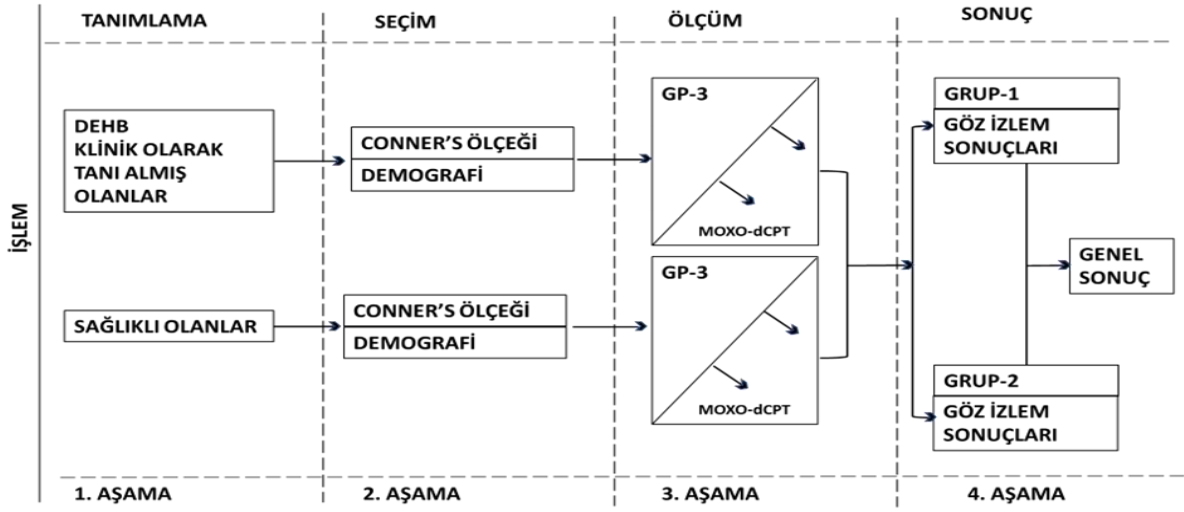 TANIMLAMA
SEÇİM
ÖLÇÜM
SONUÇ
İŞLEM
DEHB
KLİNİK OLARAK
TANI ALMIŞ
OLANLAR
CONNER'S ÖLÇEĞİ
DEMOGRAFİ
GP-3
MOXO-dCPT
GRUP-1
GÖZ İZLEM
SONUÇLARI
SAĞLIKLI OLANLAR
CONNER'S ÖLÇEĞİ
DEMOGRAFİ
GP-3
MOXO-dCPT
GENEL
SONUÇ
GRUP-2
GÖZ İZLEM
SONUÇLARI
1. AŞAMA
2. AŞAMA
3. AŞAMA
4. AŞAMA